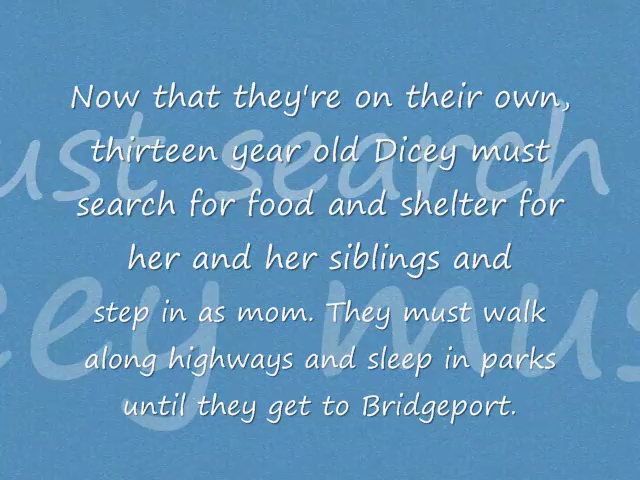 Now that they're on their own,
thirteen year old Dicey must
search for food and shelter for
her and her siblings and
step in as mom. They must walk
along highways and sleep in parks
until they get to Bridgeport.